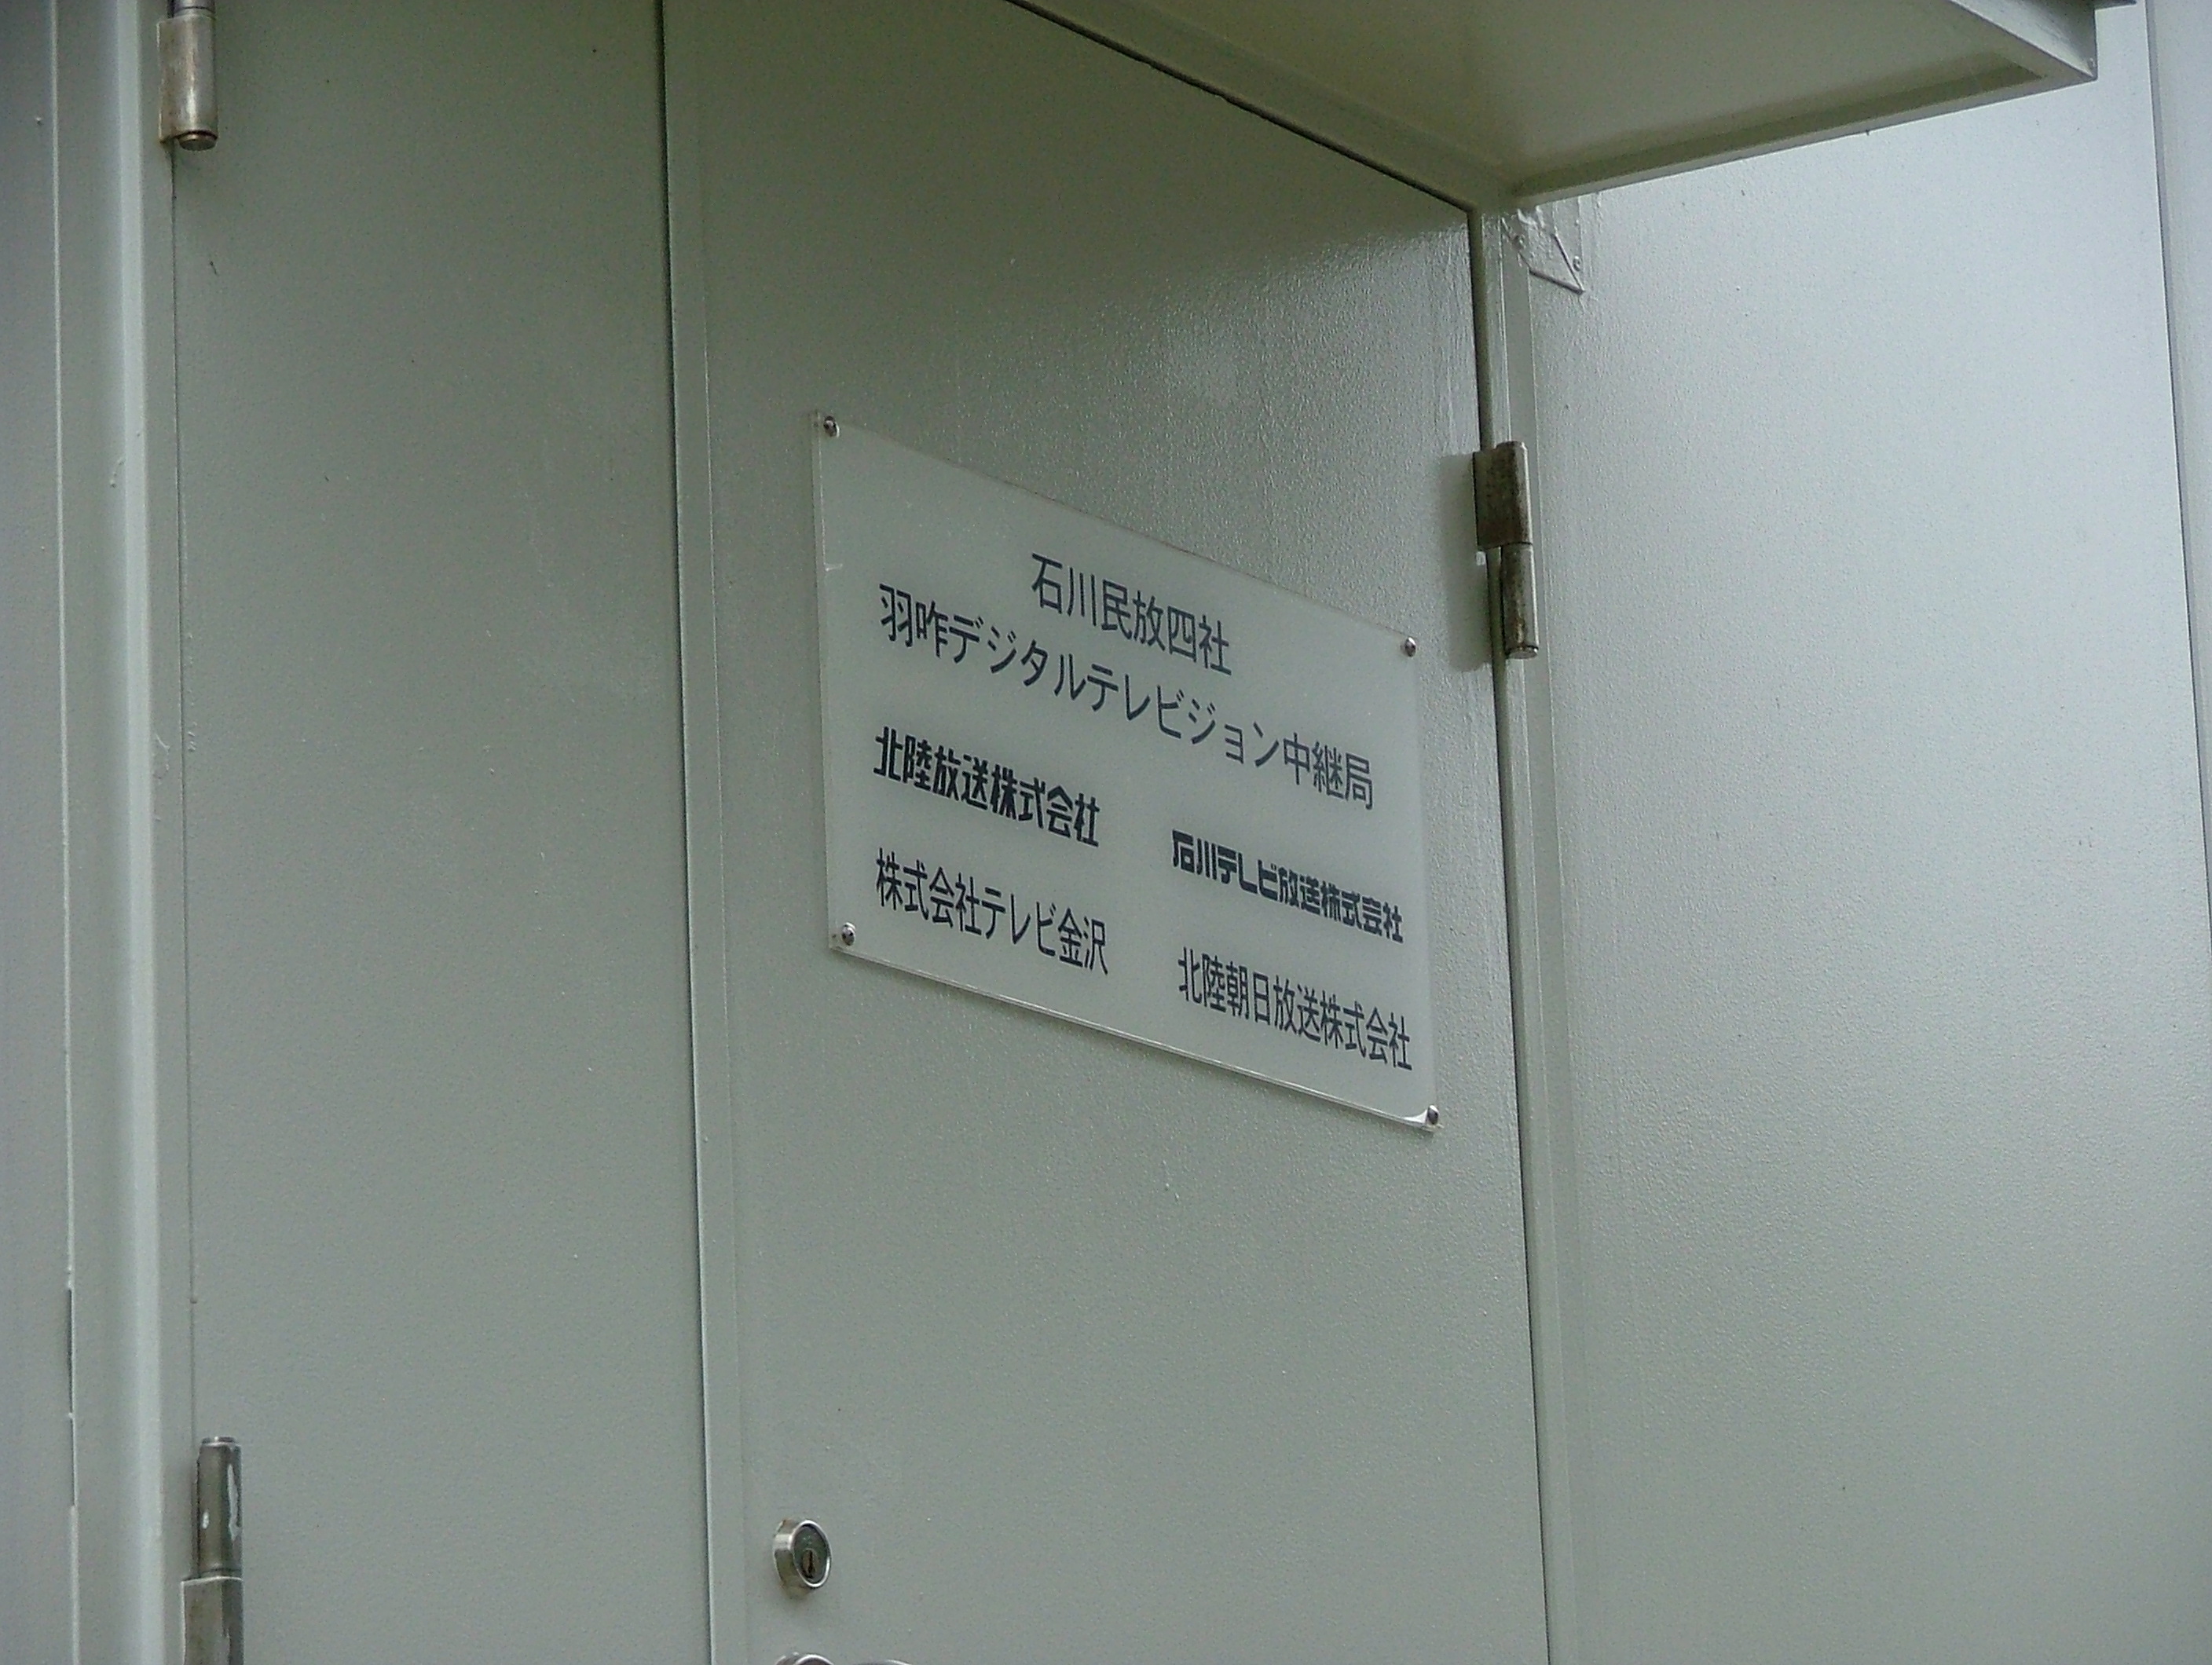 石川民放四社
羽咋デジタルテレビジョン中継局
北陸放送株式会社
石川テレビ放送株式会社
株式会社テレビ金沢
北陸朝日放送株式会社